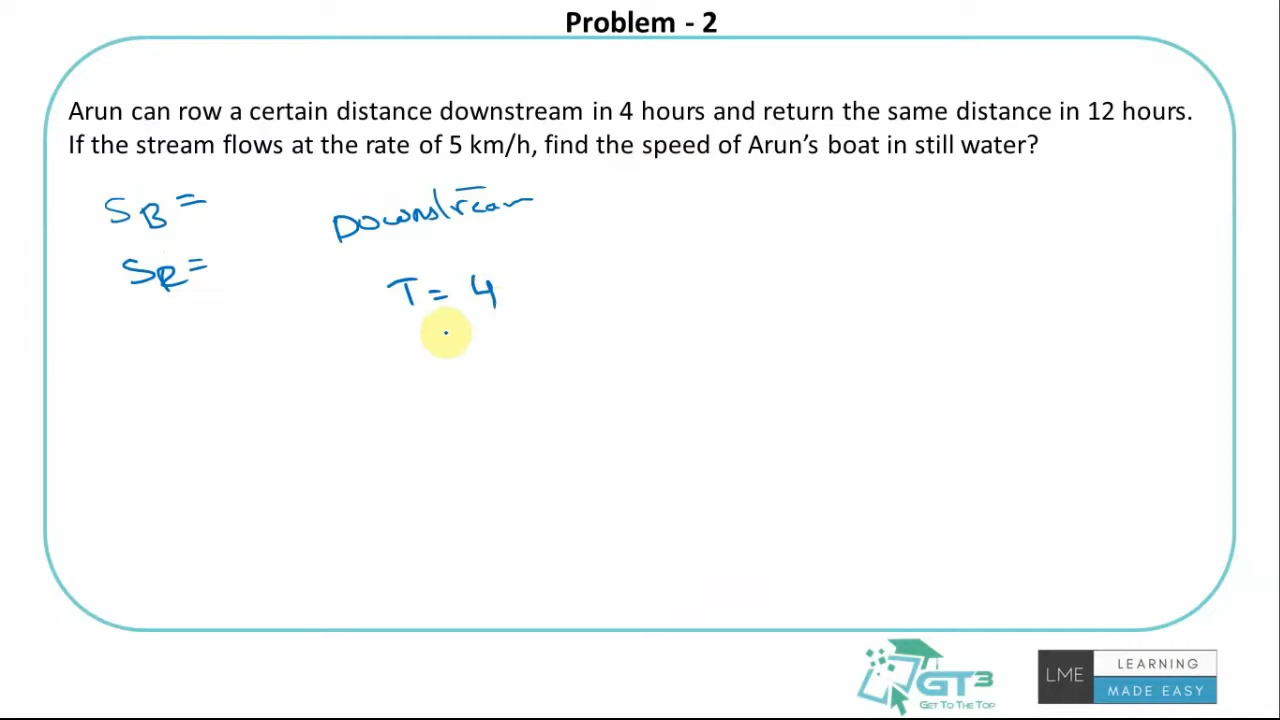 Problem - 2
Arun can row a certain distance downstream in 4 hours and return the same distance in 12 hours.
If the stream flows at the rate of 5 km/h, find the speed of Arun’s boat in still water?
SB =
Downstream
SR =
T = 4
GT3
GET TO THE TOP
LME
LEARNING
MADE EASY